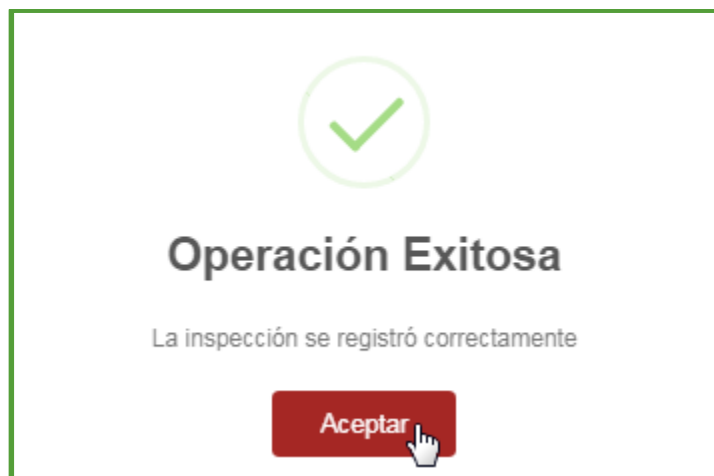 Operación Exitosa
La inspección se registró correctamente
Aceptar